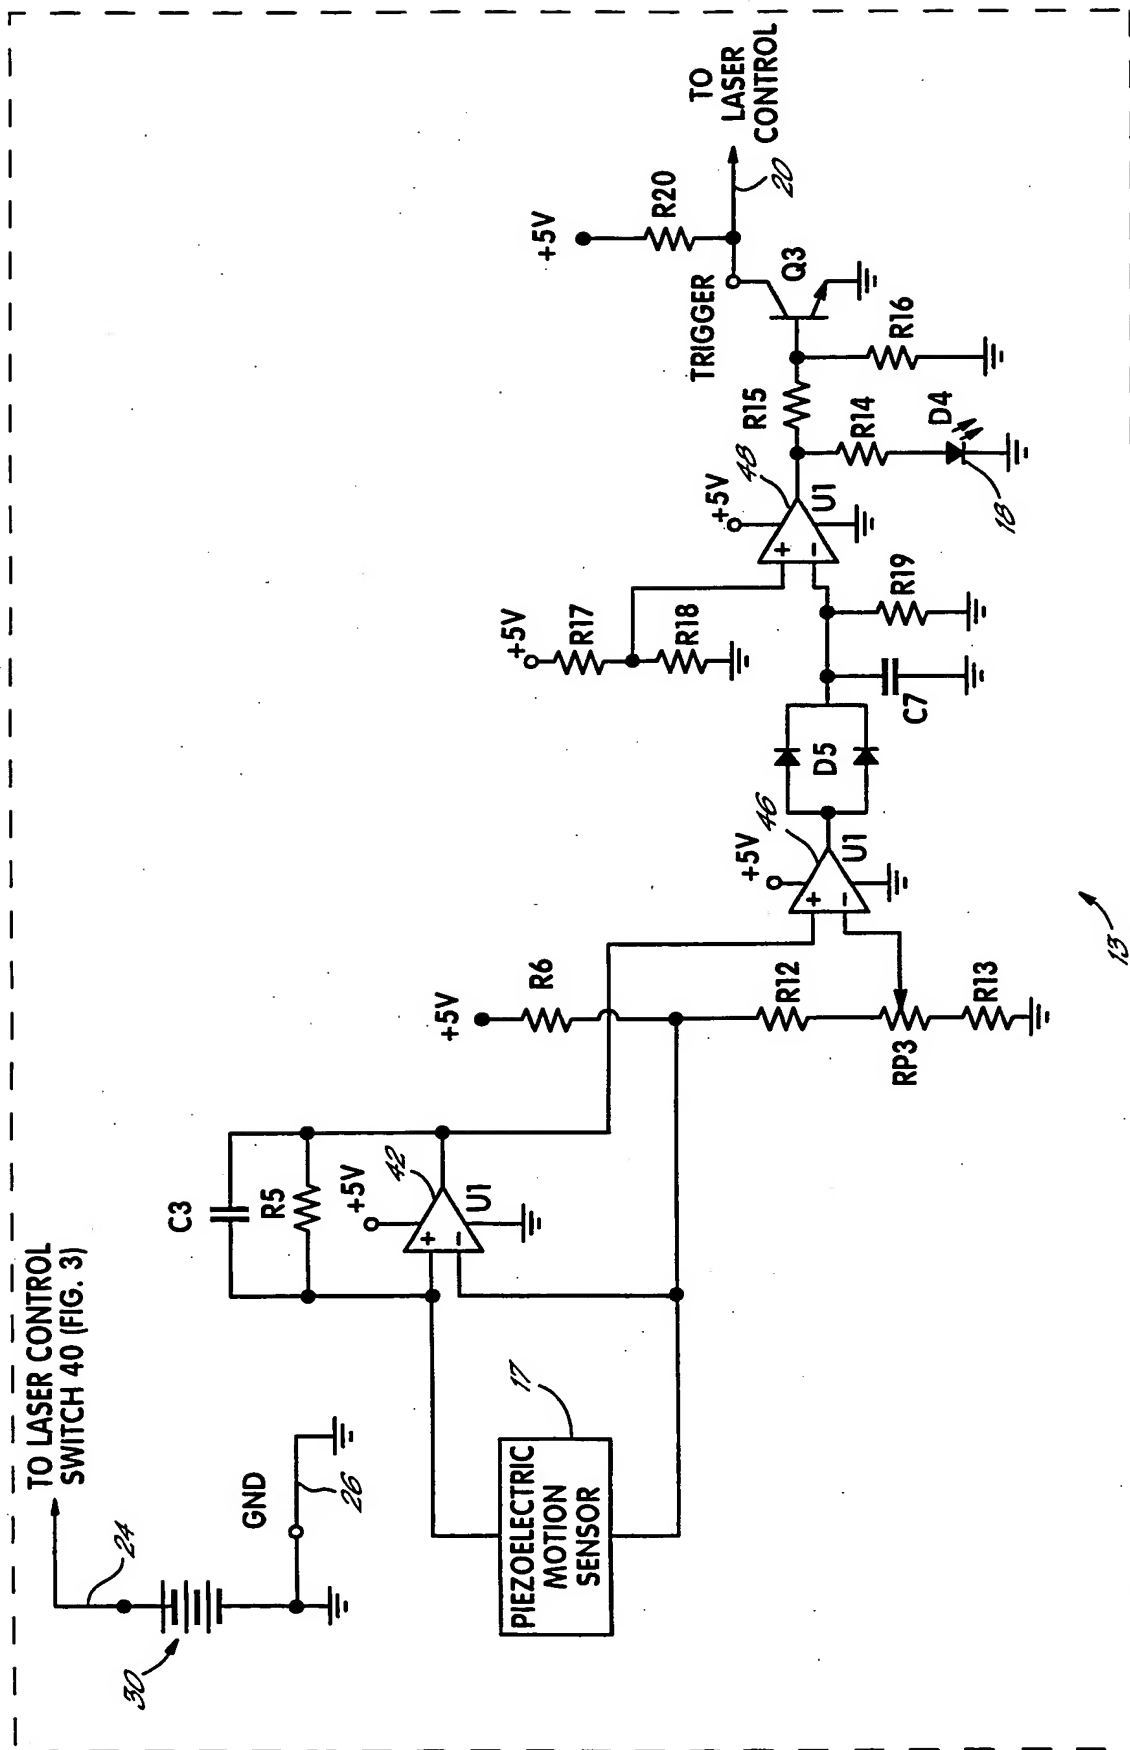 TO LASER CONTROL
SWITCH 40 (FIG. 3)
24
30
GND
26
PIEZOELECTRIC
MOTION
SENSOR
17
C3
R5
+5V
42
+
-
U1
+5V
R6
R12
RP3
R13
+5V
46
+
-
U1
D5
C7
R19
+5V
R17
R18
+5V
48
+
-
U1
R15
R14
D4
18
R16
TRIGGER
Q3
+5V
R20
20
TO
LASER
CONTROL
13